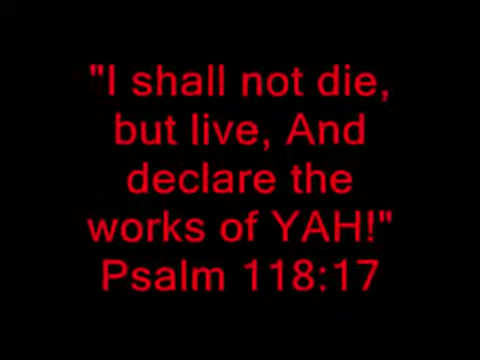 "I shall not die,
but live, And
declare the
works of YAH!"
Psalm 118:17